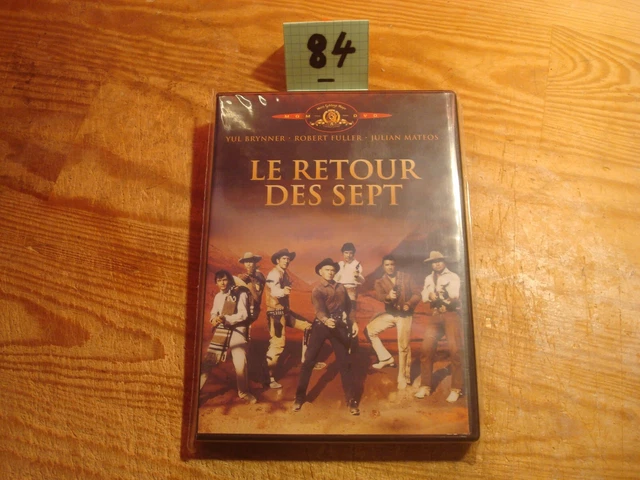 84
YUL BRYNNER - ROBERT FULLER - JULIAN MATEOS
LE RETOUR
DES SEPT